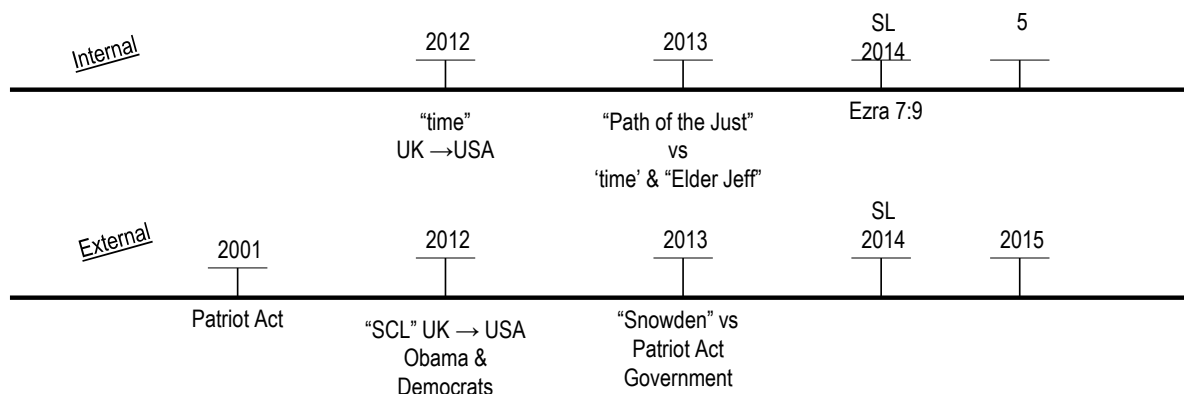 Internal
2012
2013
SL
2014
5
“time”
UK →USA
“Path of the Just”
vs
‘time’ & “Elder Jeff”
Ezra 7:9
External
2001
2012
2013
SL
2014
2015
Patriot Act
“SCL” UK → USA
Obama &
Democrats
“Snowden” vs
Patriot Act
Government